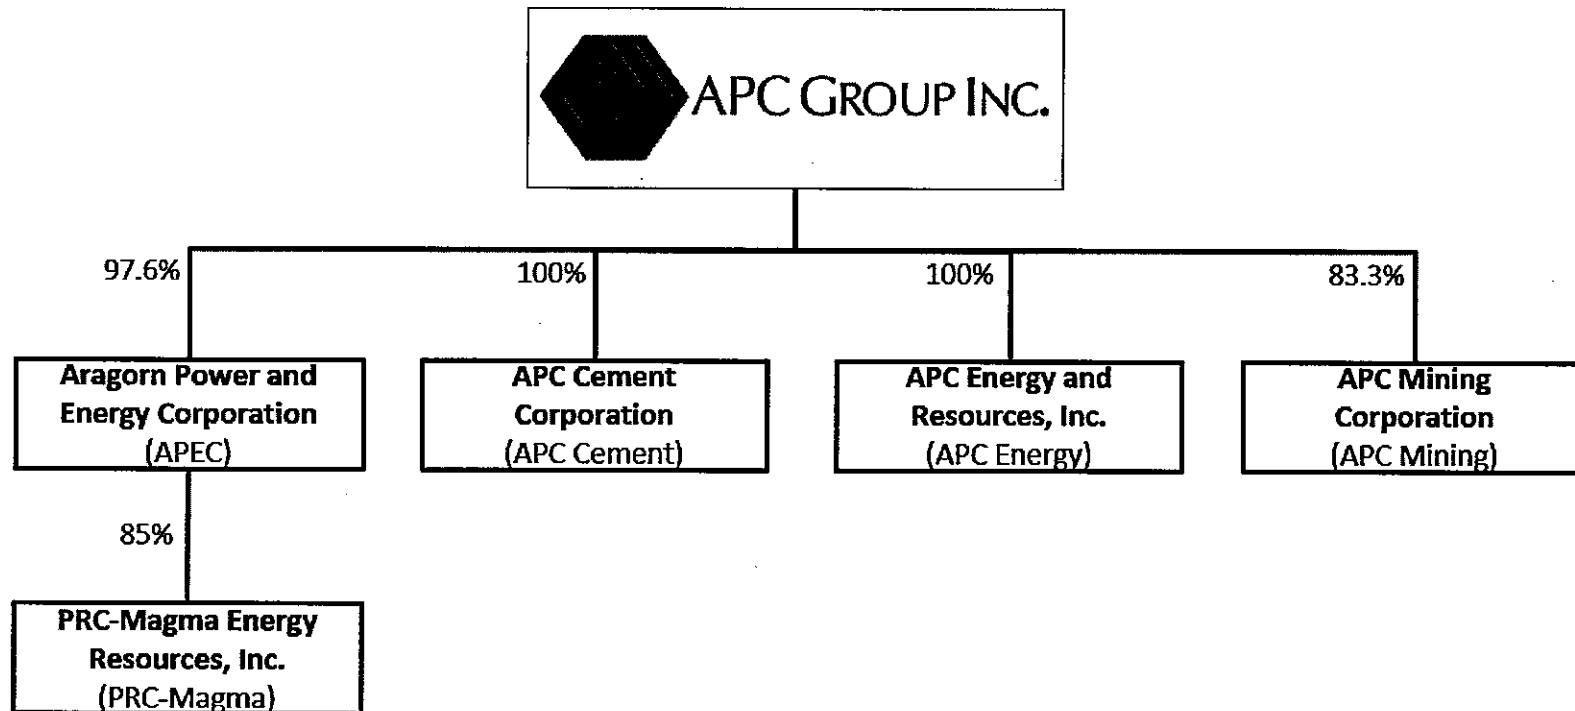 APC GROUP INC.
97.6%
100%
100%
83.3%
Aragorn Power and
Energy Corporation
(APEC)
APC Cement
Corporation
(APC Cement)
APC Energy and
Resources, Inc.
(APC Energy)
APC Mining
Corporation
(APC Mining)
85%
PRC-Magma Energy
Resources, Inc.
(PRC-Magma)